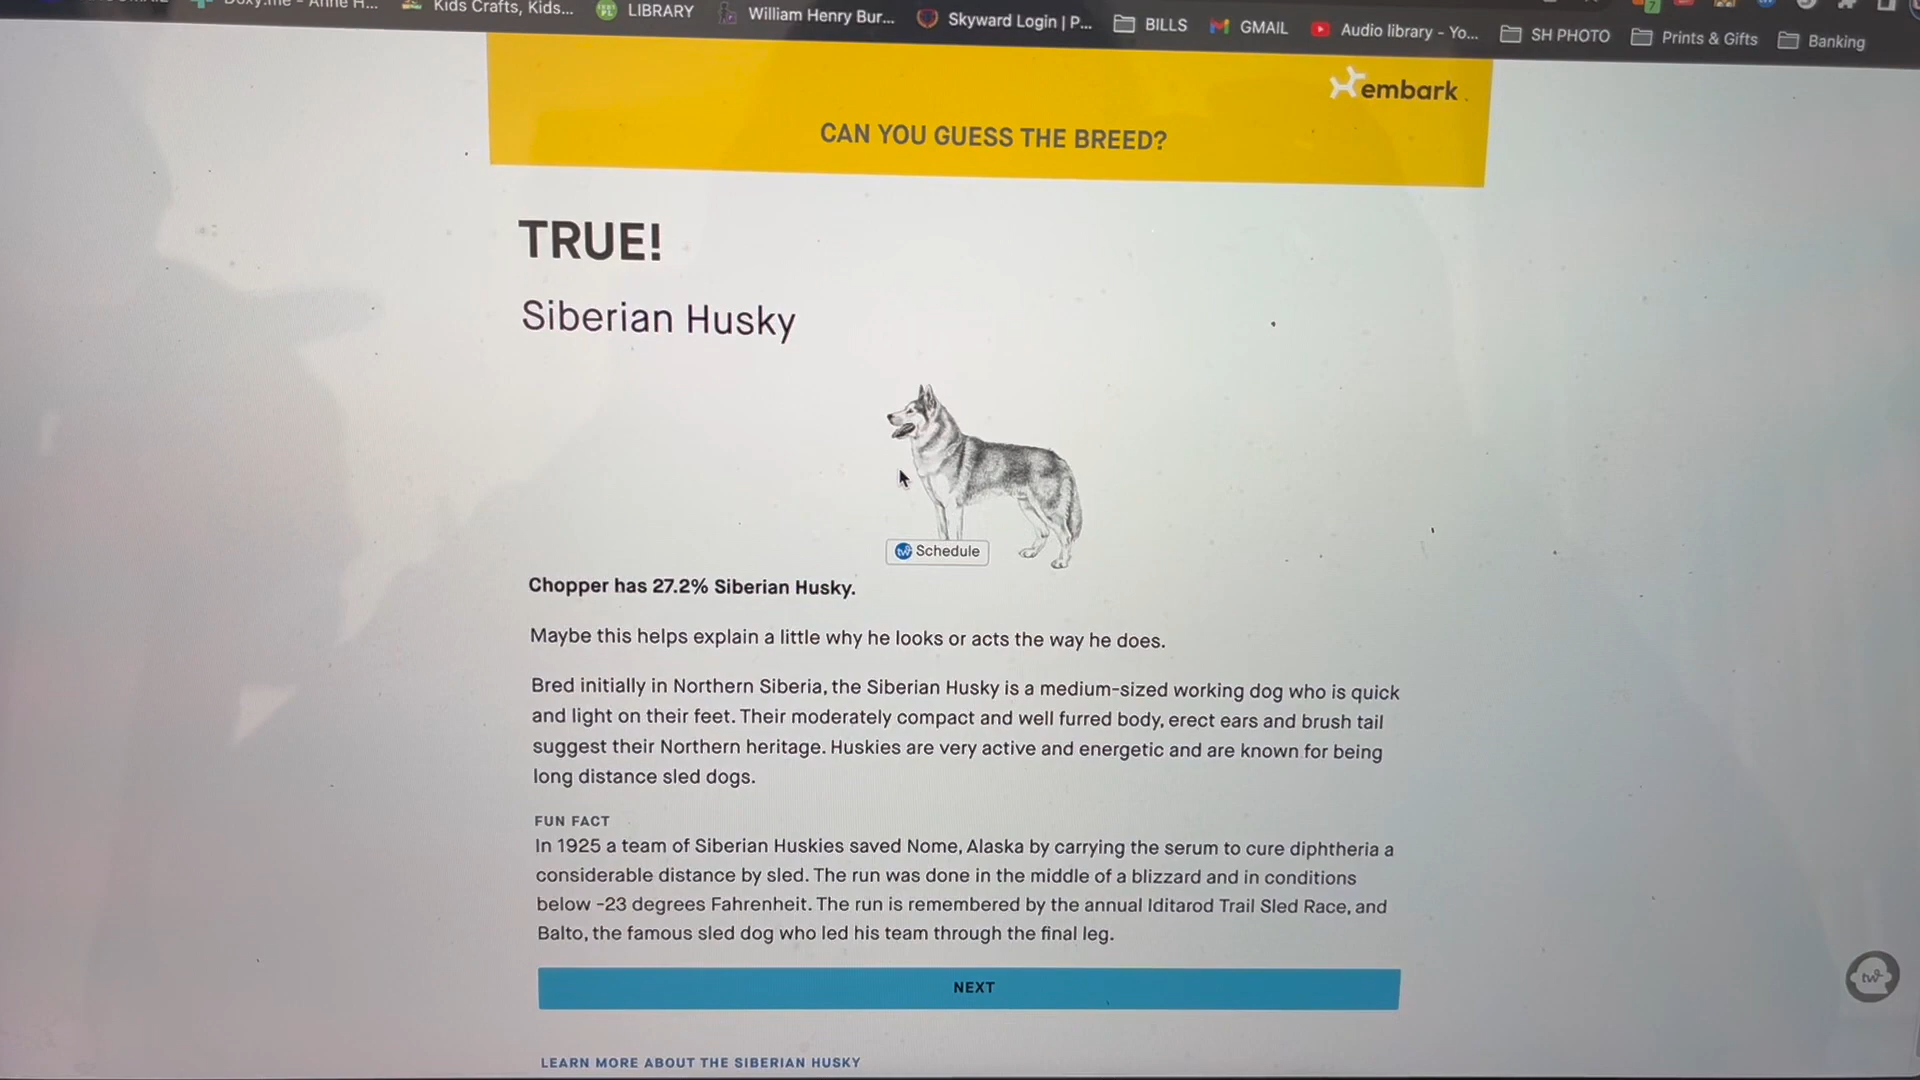 Kids Crafts, Kids...
LIBRARY
William Henry Bur...
Skyward Login | P...
BILLS
GMAIL
Audio library - Yo...
SH PHOTO
Prints & Gifts
Banking
7
embark
CAN YOU GUESS THE BREED?
TRUE!
Siberian Husky
tw Schedule
Chopper has 27.2% Siberian Husky.
Maybe this helps explain a little why he looks or acts the way he does.
Bred initially in Northern Siberia, the Siberian Husky is a medium-sized working dog who is quick
and light on their feet. Their moderately compact and well furred body, erect ears and brush tail
suggest their Northern heritage. Huskies are very active and energetic and are known for being
long distance sled dogs.
FUN FACT
In 1925 a team of Siberian Huskies saved Nome, Alaska by carrying the serum to cure diphtheria a
considerable distance by sled. The run was done in the middle of a blizzard and in conditions
below -23 degrees Fahrenheit. The run is remembered by the annual Iditarod Trail Sled Race, and
Balto, the famous sled dog who led his team through the final leg.
NEXT
tw
LEARN MORE ABOUT THE SIBERIAN HUSKY